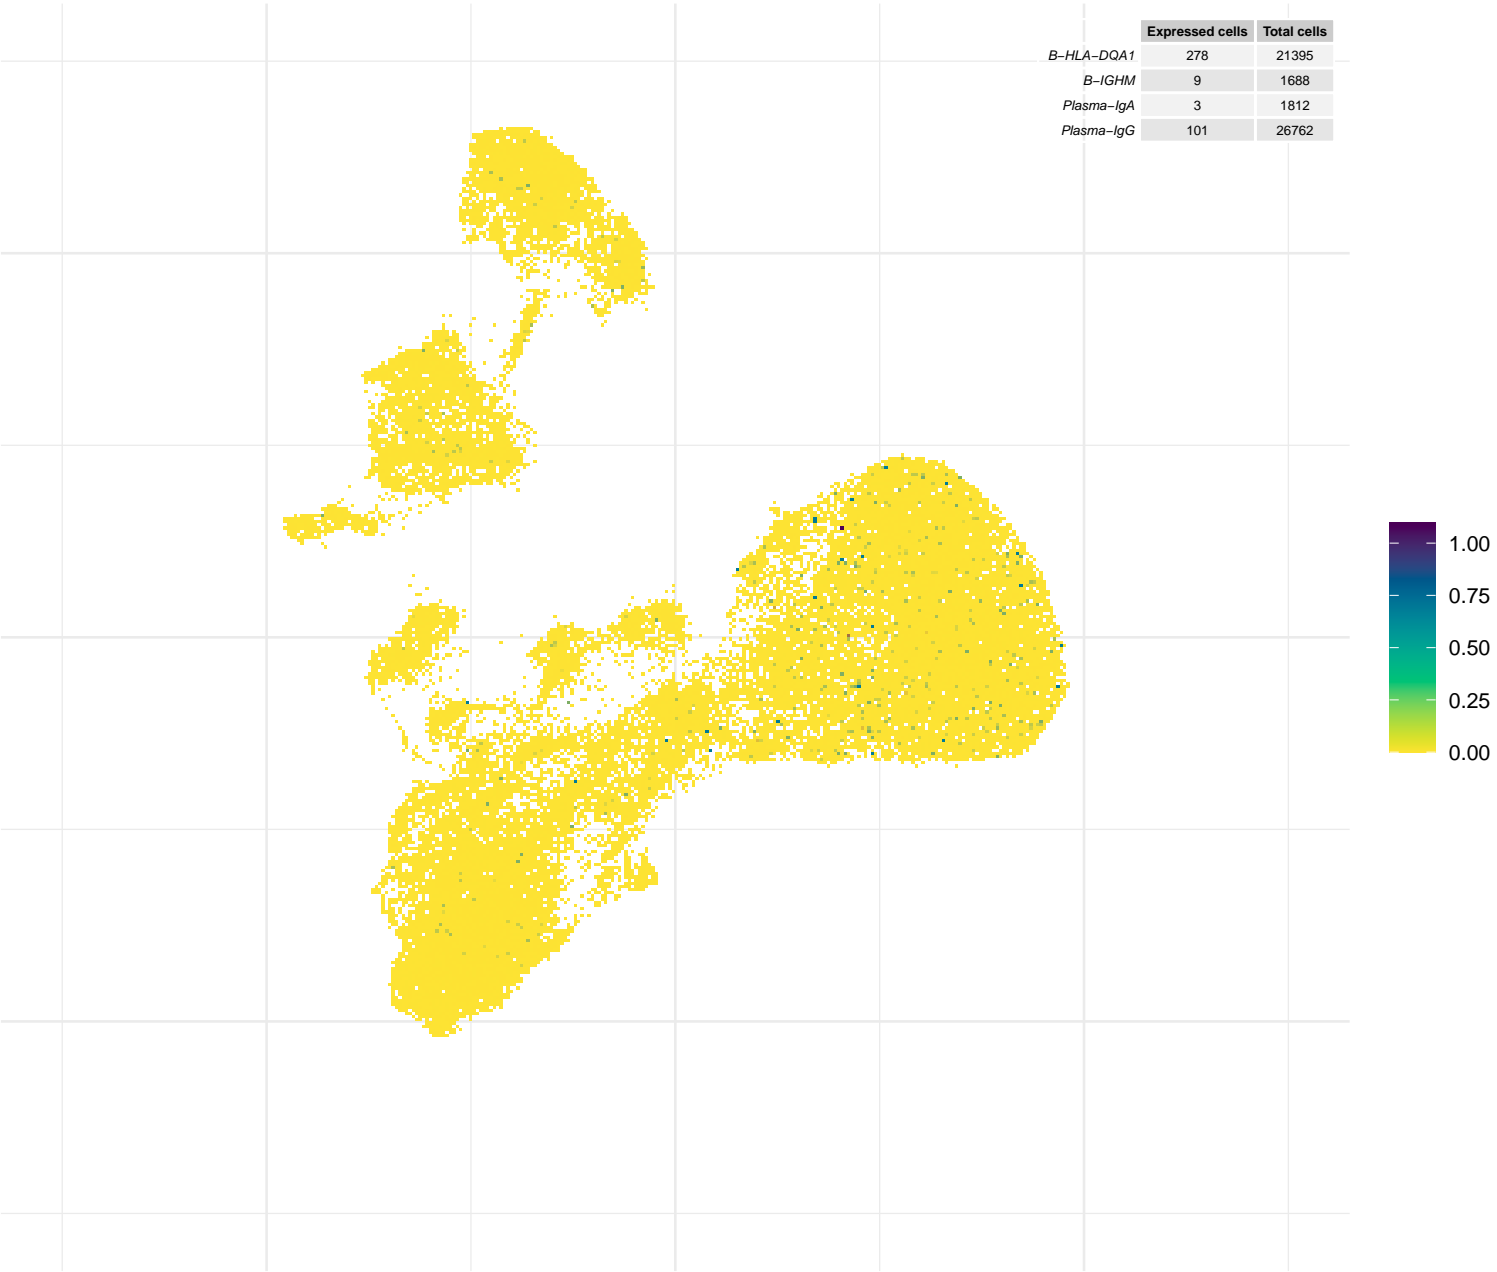 Expressed cells Total cells
B−HLA−DQA1 278 21395
B−IGHM 9 1688
Plasma−IgA 3 1812
Plasma−IgG 101 26762
1.00
0.75
0.50
0.25
0.00